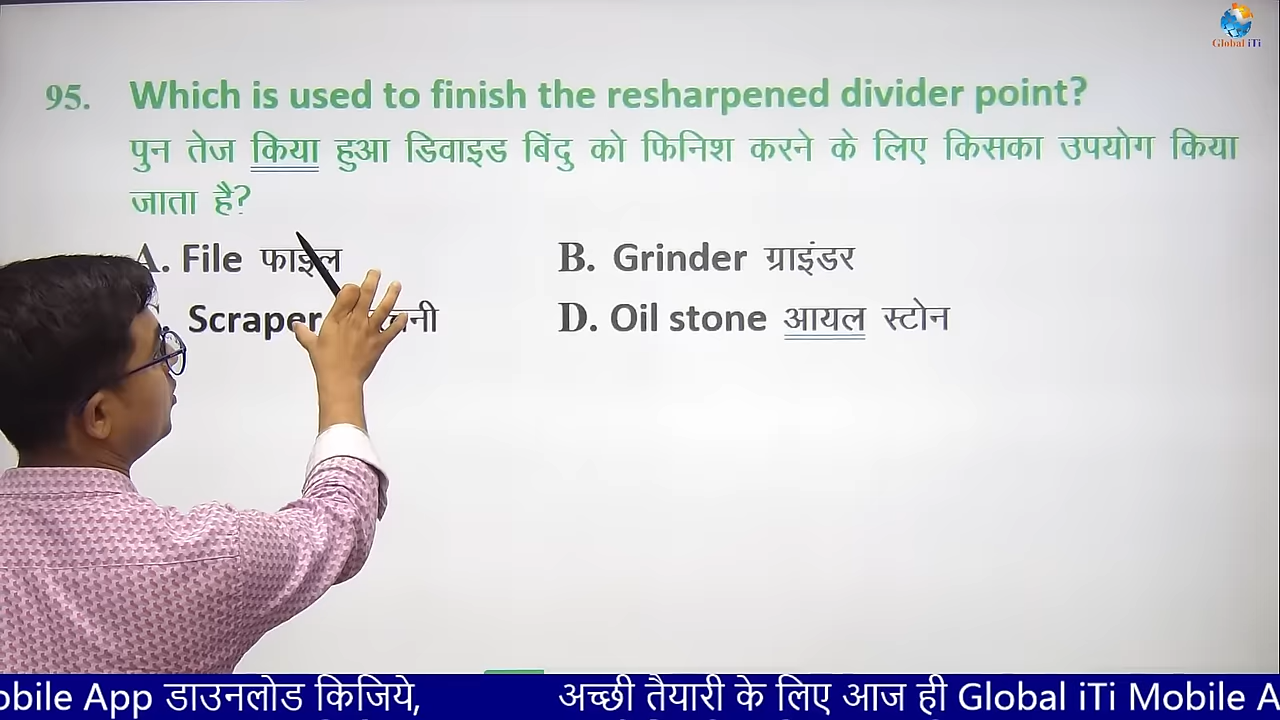 Global iTi
95. Which is used to finish the resharpened divider point?
पुन तेज किया हुआ डिवाइड बिंदु को फिनिश करने के लिए किसका उपयोग किया
जाता है?
A. File फाइल B. Grinder ग्राइंडर
Scraper D. Oil stone आयल स्टोन
App डाउनलोड किजिये, अच्छी तैयारी के लिए आज ही Global iTi Mobile A